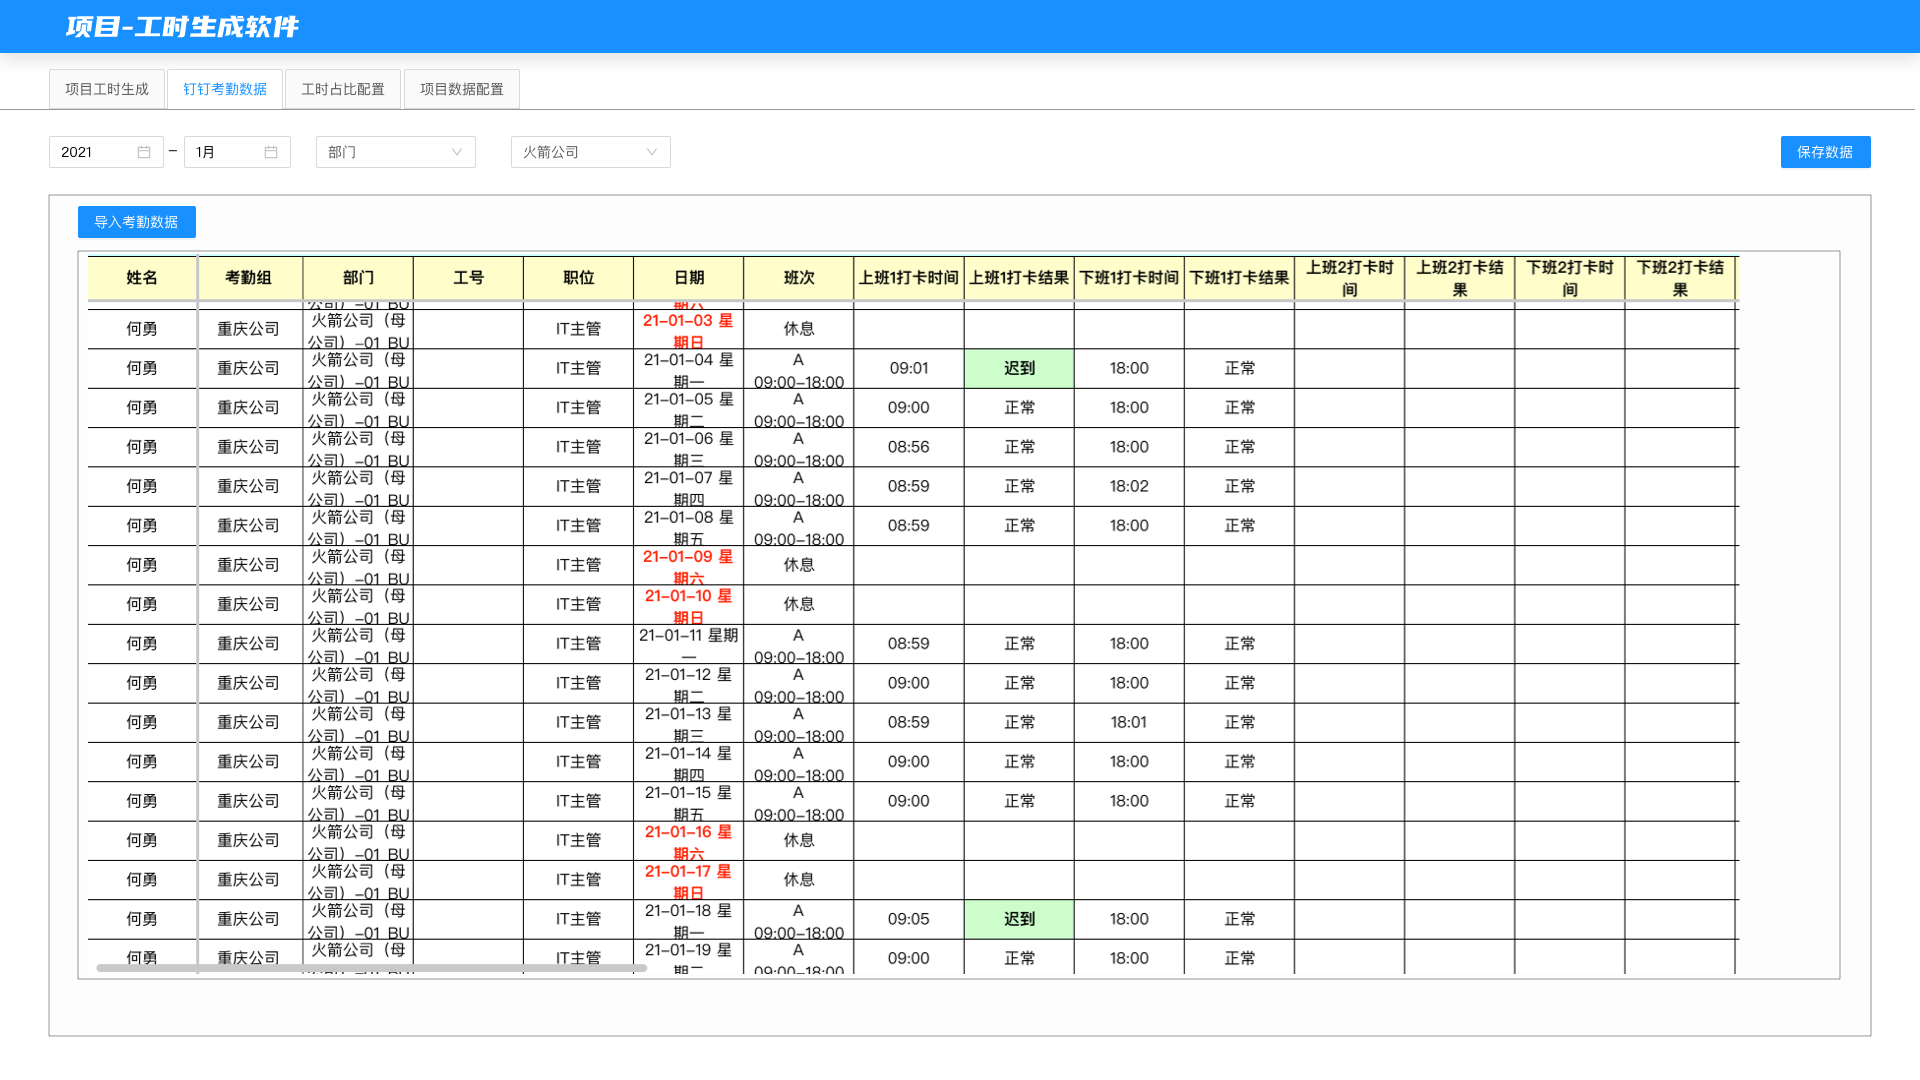 项目-工时生成软件
项目工时生成 钉钉考勤数据 工时占比配置 项目数据配置
2021 – 1月 部门 火箭公司 保存数据
导入考勤数据
姓名 考勤组 部门 工号 职位 日期 班次 上班1打卡时间 上班1打卡结果 下班1打卡时间 下班1打卡结果 上班2打卡时间 上班2打卡结果 下班2打卡时间 下班2打卡结果
公司）-01 BU 期六
何勇 重庆公司 火箭公司（母公司）-01 BU IT主管 21-01-03 星期日 休息
何勇 重庆公司 火箭公司（母公司）-01 BU IT主管 21-01-04 星期一 A 09:00-18:00 09:01 迟到 18:00 正常
何勇 重庆公司 火箭公司（母公司）-01 BU IT主管 21-01-05 星期二 A 09:00-18:00 09:00 正常 18:00 正常
何勇 重庆公司 火箭公司（母公司）-01 BU IT主管 21-01-06 星期三 A 09:00-18:00 08:56 正常 18:00 正常
何勇 重庆公司 火箭公司（母公司）-01 BU IT主管 21-01-07 星期四 A 09:00-18:00 08:59 正常 18:02 正常
何勇 重庆公司 火箭公司（母公司）-01 BU IT主管 21-01-08 星期五 A 09:00-18:00 08:59 正常 18:00 正常
何勇 重庆公司 火箭公司（母公司）-01 BU IT主管 21-01-09 星期六 休息
何勇 重庆公司 火箭公司（母公司）-01 BU IT主管 21-01-10 星期日 休息
何勇 重庆公司 火箭公司（母公司）-01 BU IT主管 21-01-11 星期一 A 09:00-18:00 08:59 正常 18:00 正常
何勇 重庆公司 火箭公司（母公司）-01 BU IT主管 21-01-12 星期二 A 09:00-18:00 09:00 正常 18:00 正常
何勇 重庆公司 火箭公司（母公司）-01 BU IT主管 21-01-13 星期三 A 09:00-18:00 08:59 正常 18:01 正常
何勇 重庆公司 火箭公司（母公司）-01 BU IT主管 21-01-14 星期四 A 09:00-18:00 09:00 正常 18:00 正常
何勇 重庆公司 火箭公司（母公司）-01 BU IT主管 21-01-15 星期五 A 09:00-18:00 09:00 正常 18:00 正常
何勇 重庆公司 火箭公司（母公司）-01 BU IT主管 21-01-16 星期六 休息
何勇 重庆公司 火箭公司（母公司）-01 BU IT主管 21-01-17 星期日 休息
何勇 重庆公司 火箭公司（母公司）-01 BU IT主管 21-01-18 星期一 A 09:00-18:00 09:05 迟到 18:00 正常
何勇 重庆公司 火箭公司（母 IT主管 21-01-19 星期二 A 09:00-18:00 09:00 正常 18:00 正常